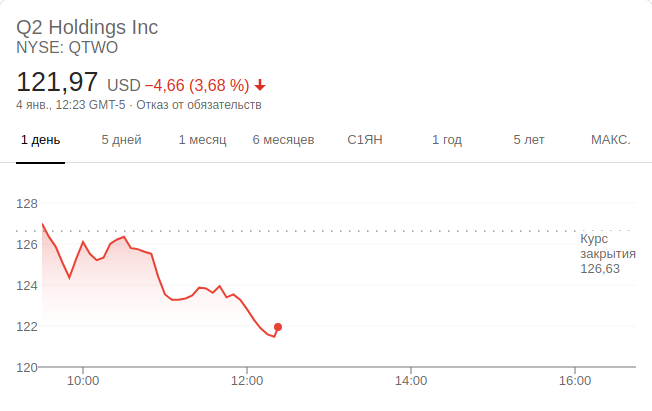 Q2 Holdings Inc
NYSE: QTWO
121,97 USD −4,66 (3,68 %)
4 янв., 12:23 GMT-5 · Отказ от обязательств
1 день 5 дней 1 месяц 6 месяцев С1ЯН 1 год 5 лет МАКС.
128
126
124
122
120
Курс
закрытия
126,63
10:00 12:00 14:00 16:00